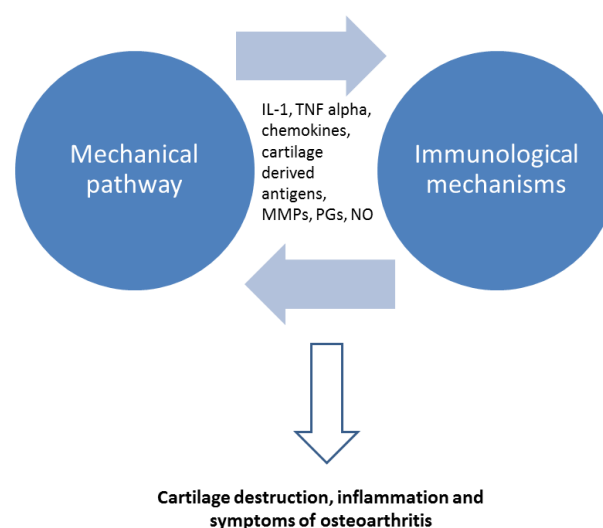 Mechanical
pathway
IL-1, TNF alpha,
chemokines,
cartilage
derived
antigens,
MMPs, PGs, NO
Immunological
mechanisms
Cartilage destruction, inflammation and
symptoms of osteoarthritis